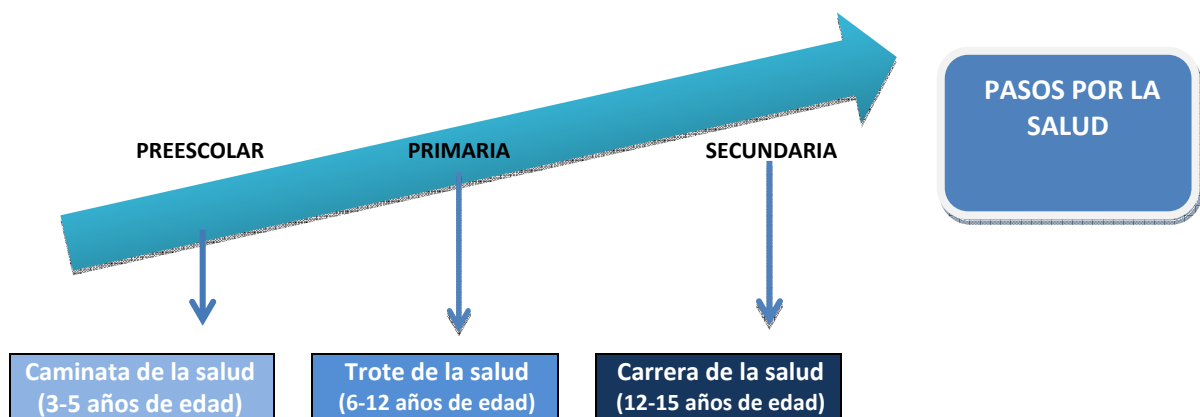 PASOS POR LA
SALUD
PREESCOLAR
PRIMARIA
SECUNDARIA
Caminata de la salud
(3-5 años de edad)
Trote de la salud
(6-12 años de edad)
Carrera de la salud
(12-15 años de edad)